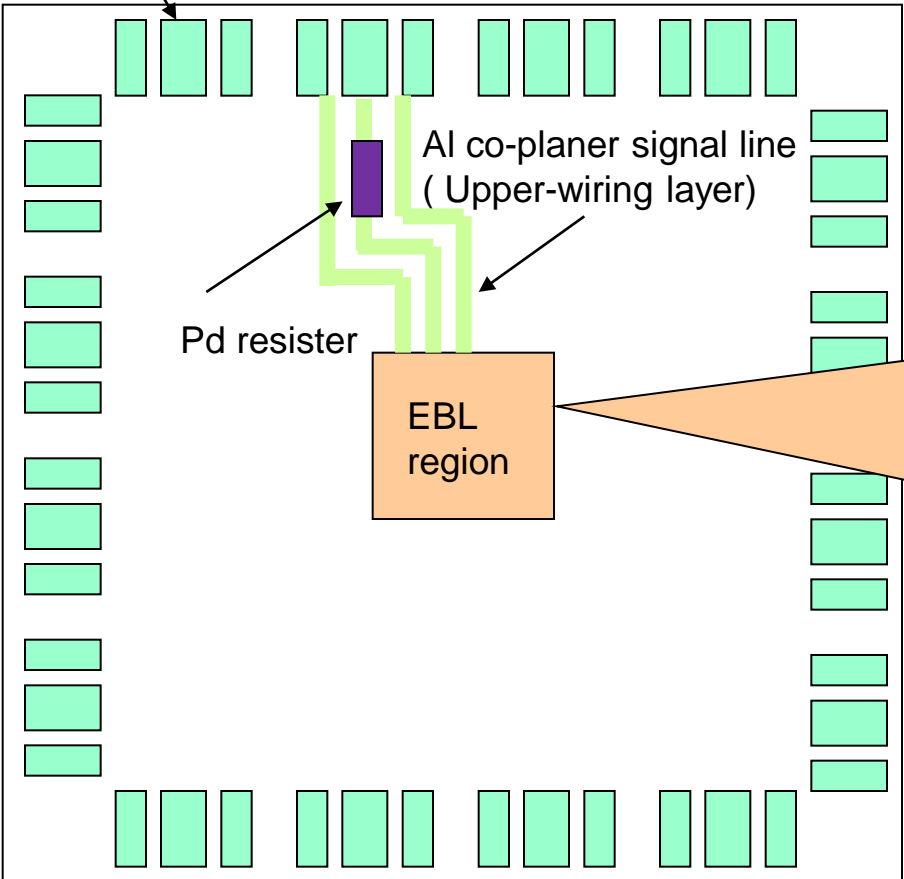 Al co-planer signal line
( Upper-wiring layer)
Pd resister
EBL
region